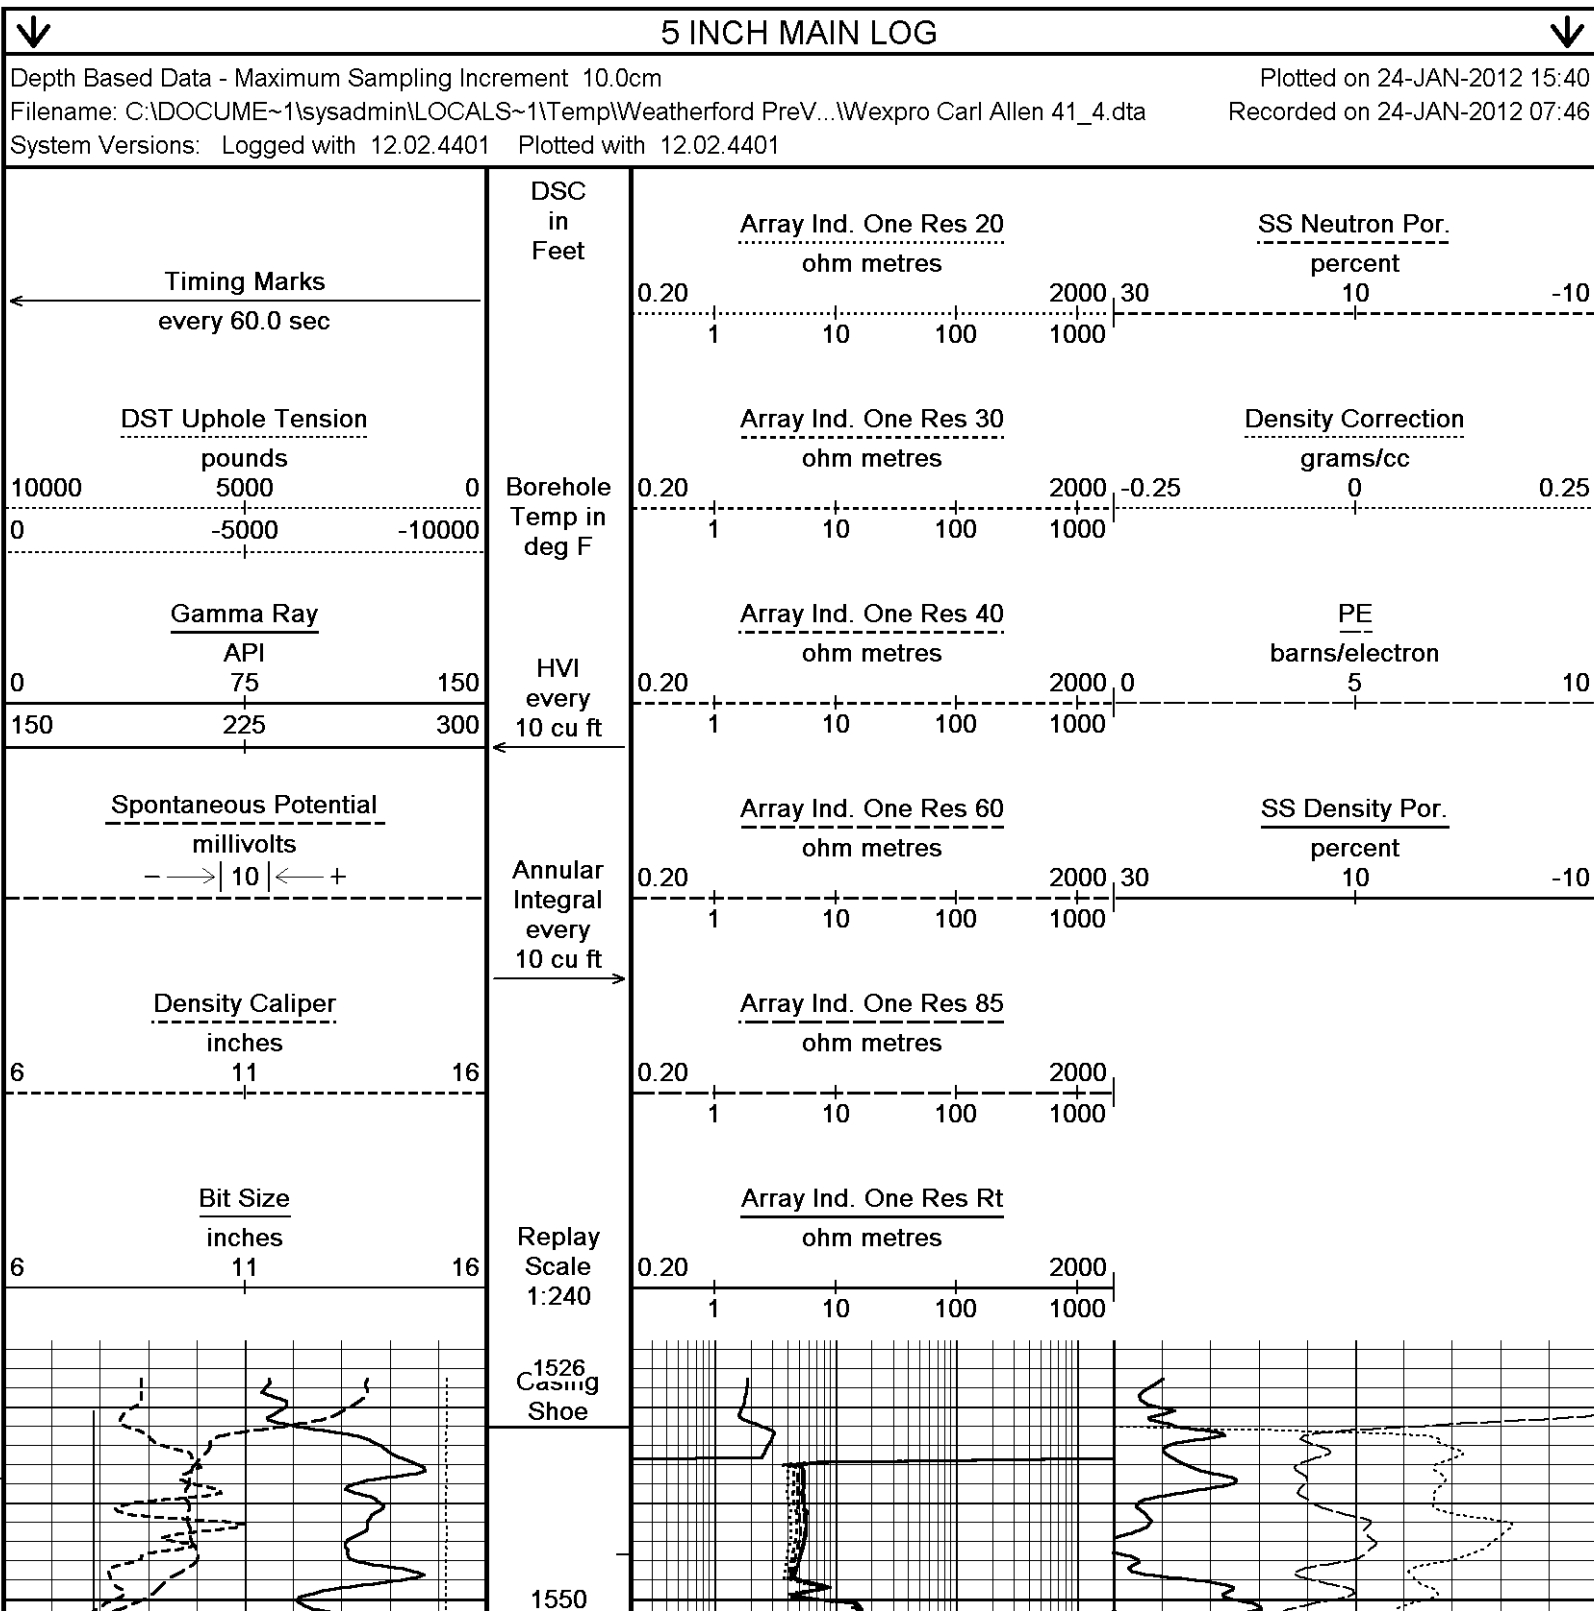 5 INCH MAIN LOG
Depth Based Data - Maximum Sampling Increment 10.0cm
Plotted on 24-JAN-2012 15:40
Filename: C:\DOCUME~1\sysadmin\LOCALS~1\Temp\Weatherford PreV...\Wexpro Carl Allen 41_4.dta
Recorded on 24-JAN-2012 07:46
System Versions: Logged with 12.02.4401 Plotted with 12.02.4401
Timing Marks
every 60.0 sec
DST Uphole Tension
pounds
10000 5000 0
0 -5000 -10000
Gamma Ray
API
0 75 150
150 225 300
Spontaneous Potential
millivolts
− 10 +
Density Caliper
inches
6 11 16
Bit Size
inches
6 11 16
DSC
in
Feet
Borehole
Temp in
deg F
HVI
every
10 cu ft
Annular
Integral
every
10 cu ft
Replay
Scale
1:240
Array Ind. One Res 20
ohm metres
0.20 2000
1 10 100 1000
Array Ind. One Res 30
ohm metres
0.20 2000
1 10 100 1000
Array Ind. One Res 40
ohm metres
0.20 2000
1 10 100 1000
Array Ind. One Res 60
ohm metres
0.20 2000
1 10 100 1000
Array Ind. One Res 85
ohm metres
0.20 2000
1 10 100 1000
Array Ind. One Res Rt
ohm metres
0.20 2000
1 10 100 1000
SS Neutron Por.
percent
30 10 -10
Density Correction
grams/cc
-0.25 0 0.25
PE
barns/electron
0 5 10
SS Density Por.
percent
30 10 -10
1526
Casing
Shoe
1550